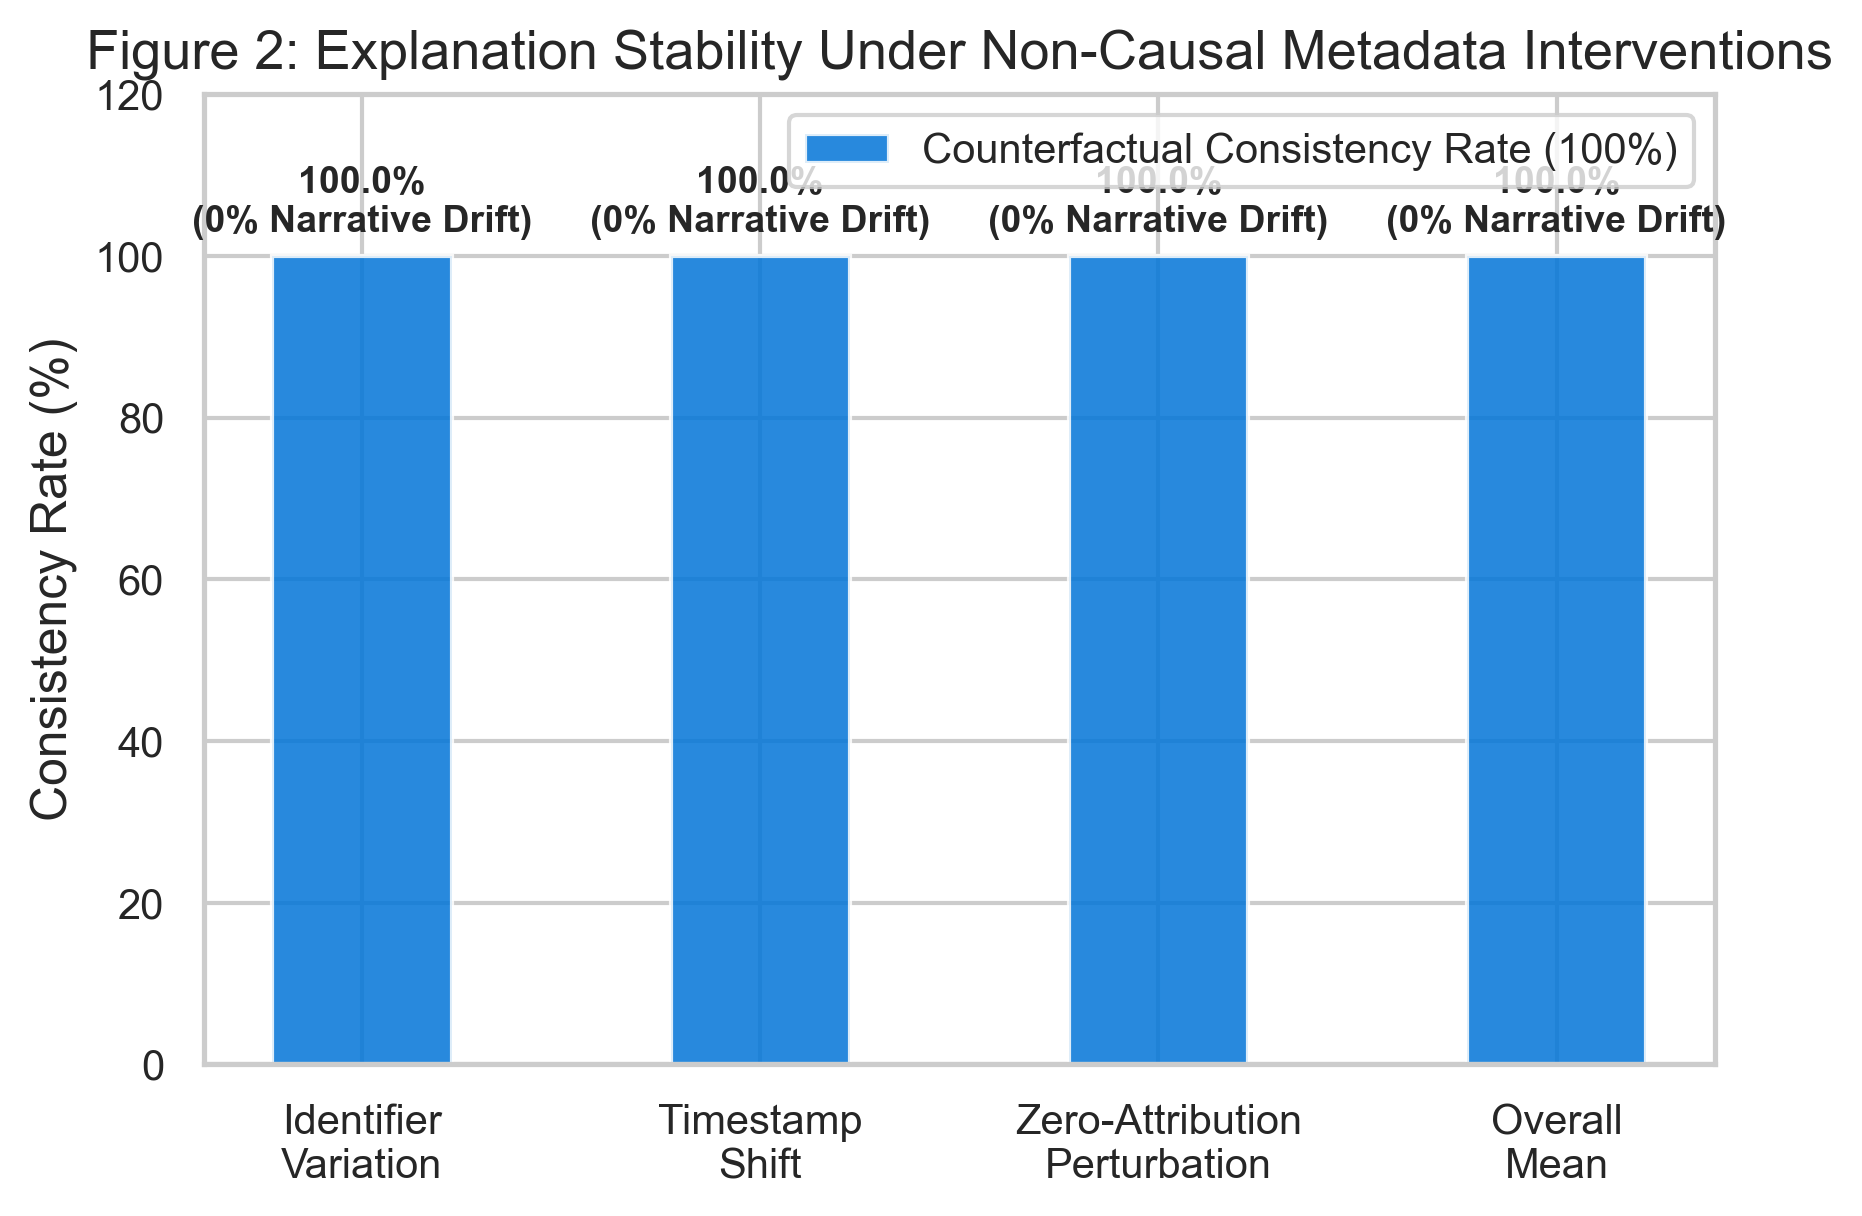 Figure 2: Explanation Stability Under Non-Causal Metadata Interventions
120
Counterfactual Consistency Rate (100%)
100.0%
100.0%
100.0%
100.0%
(0% Narrative Drift)
(0% Narrative Drift)
(0% Narrative Drift)
(0% Narrative Drift)
100
80
60
40
20
0
Consistency Rate (%)
Identifier
Variation
Timestamp
Shift
Zero-Attribution
Perturbation
Overall
Mean